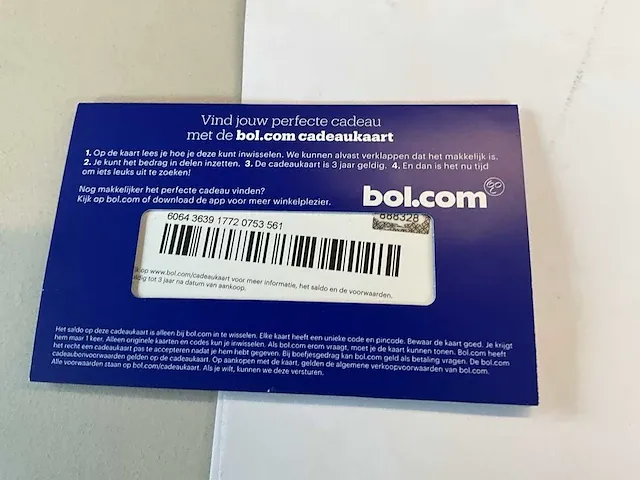 Vind jouw perfecte cadeau
met de bol.com cadeaukaart
1. Op de kaart lees je hoe je deze kunt inwisselen. We kunnen alvast verklappen dat het makkelijk is.
2. Je kunt het bedrag in delen inzetten. 3. De cadeaukaart is 3 jaar geldig. 4. En dan is het nu tijd
om iets leuks uit te zoeken!
Nog makkelijker het perfecte cadeau vinden?
Kijk op bol.com of download de app voor meer winkelplezier.
bol.com
6064 3639 1772 0753 561
888328
op www.bol.com/cadeaukaart voor meer informatie, het saldo en de voorwaarden.
dig tot 3 jaar na datum van aankoop.
Het saldo op deze cadeaukaart is alleen bij bol.com in te wisselen. Elke kaart heeft een unieke code en pincode. Bewaar de kaart goed. Je krijgt
hem maar 1 keer. Alleen originele kaarten en codes kun je inwisselen. Als bol.com erom vraagt, moet je de kaart kunnen tonen. Bol.com heeft
het recht een cadeaukaart pas te accepteren nadat je hem hebt gegeven. Bij boefjesgedrag kan bol.com geld als betaling vragen. De bol.com
cadeaubonvoorwaarden gelden op de cadeaukaart. Op aankopen met de kaart, gelden de algemene verkoopvoorwaarden van bol.com.
Alle voorwaarden staan op bol.com/cadeaukaart. Als je wilt, kunnen we deze versturen.